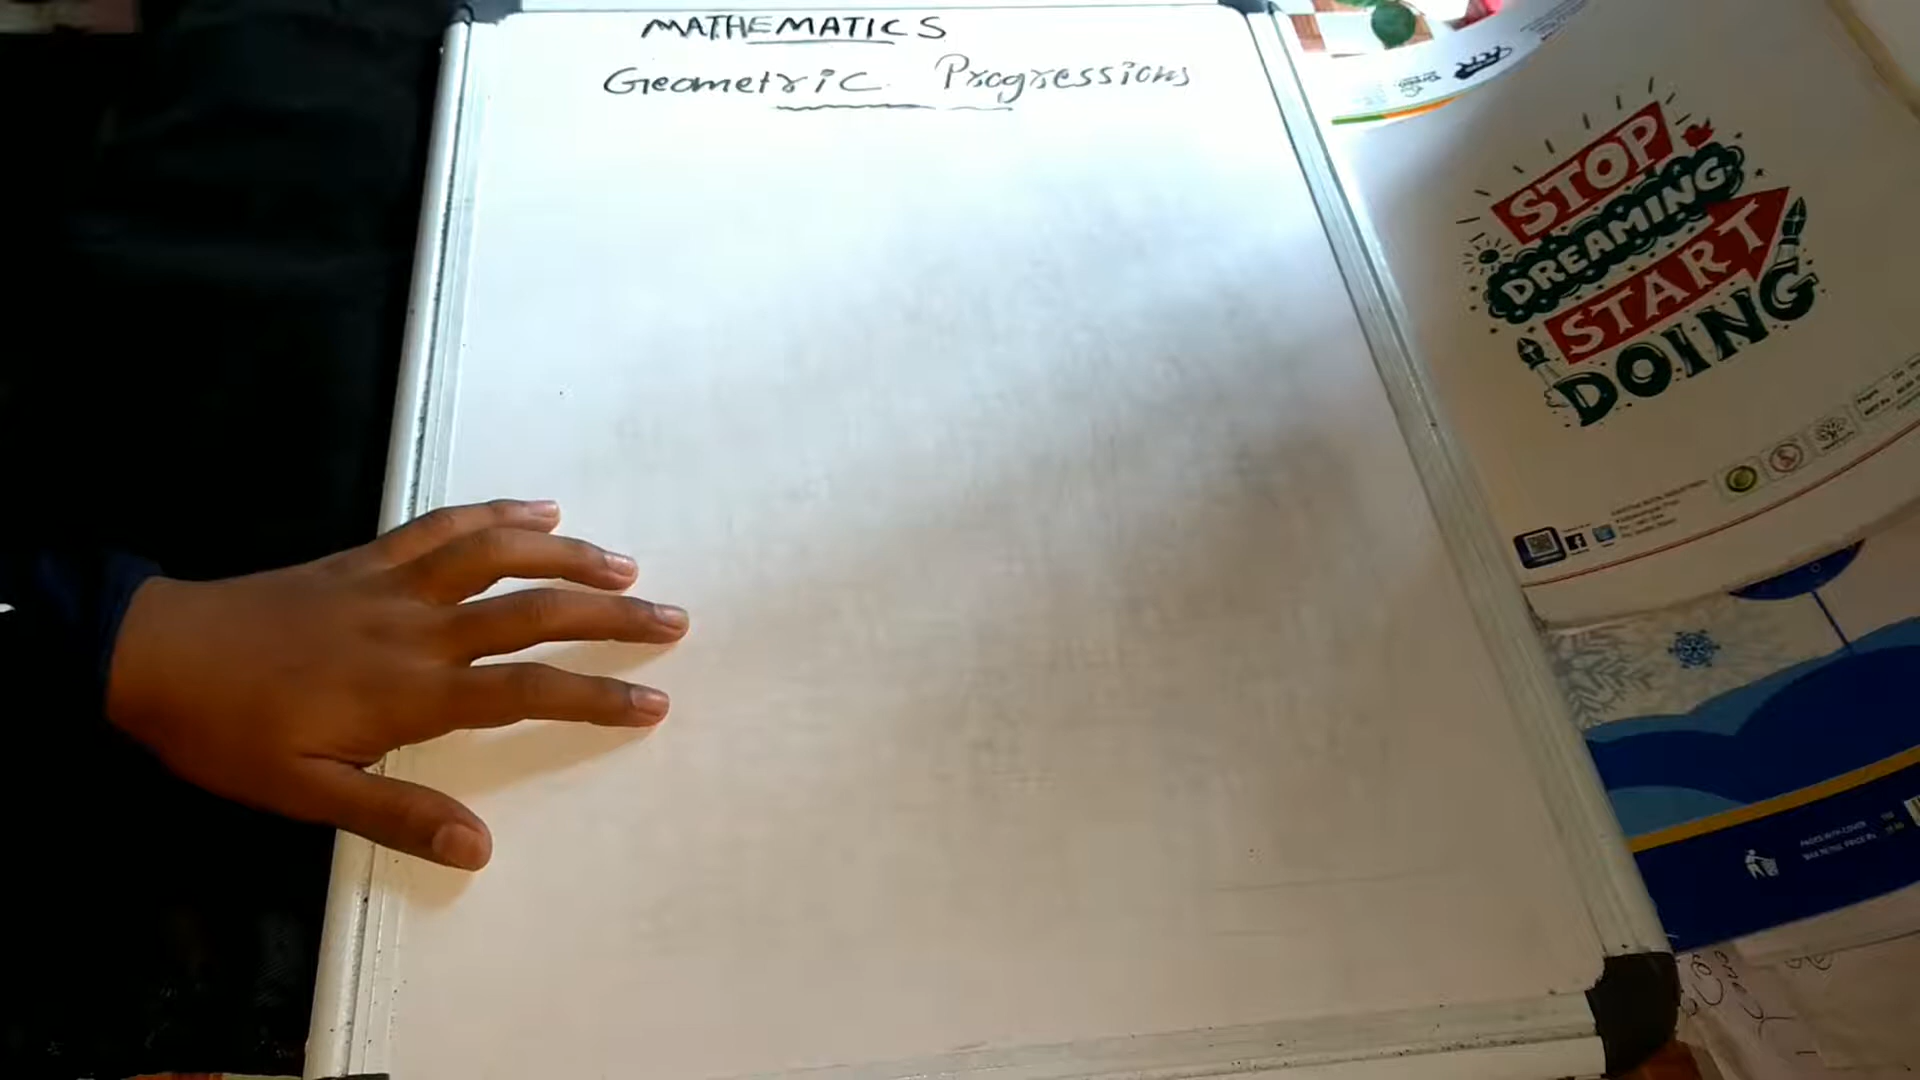 MATHEMATICS
Geometric Progressions
STOP
DREAMING
START
DOING